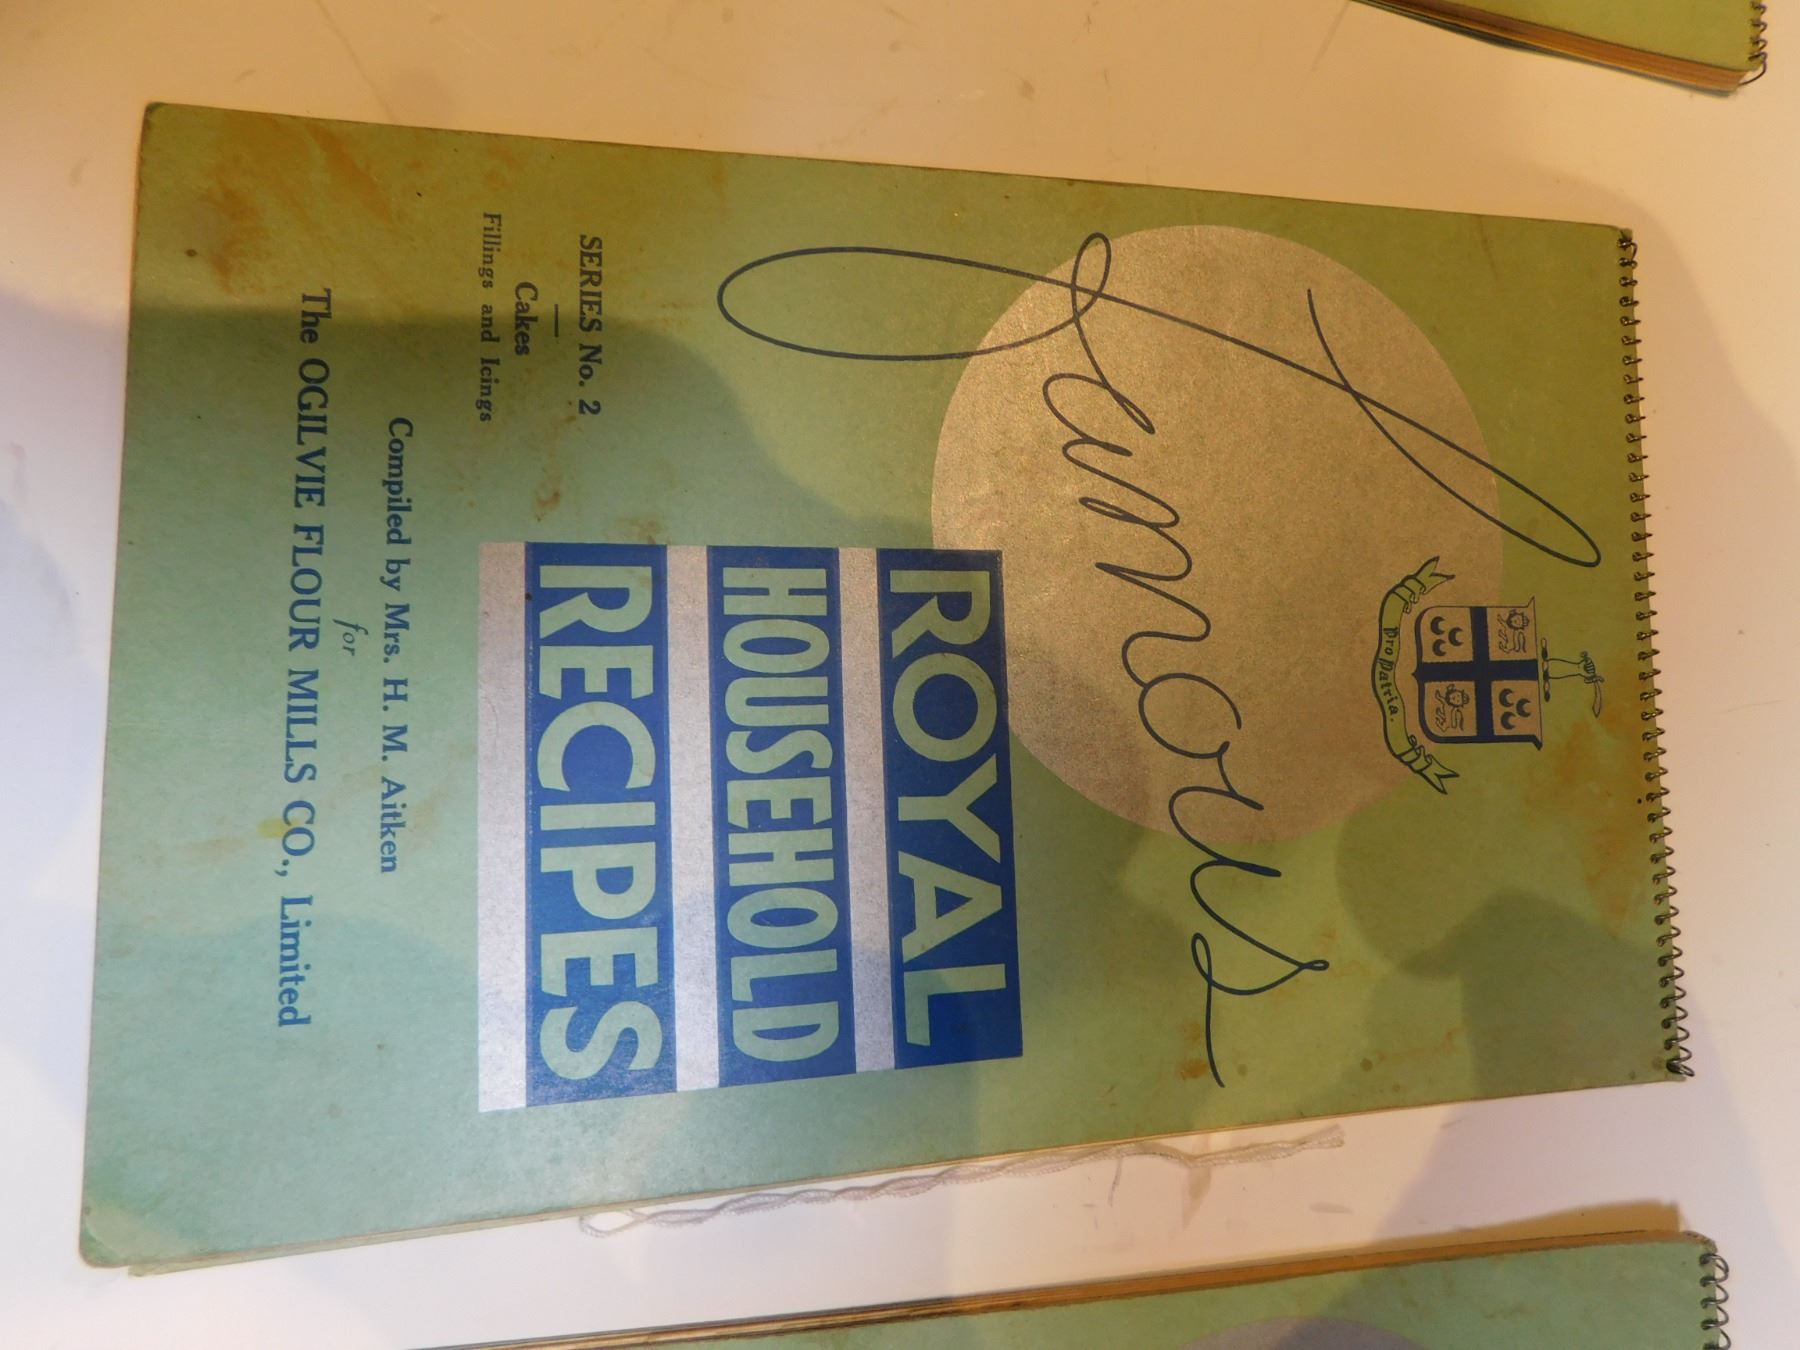 Pro Patria.
Famous
ROYAL
HOUSEHOLD
RECIPES
SERIES No. 2
Cakes
Fillings and Icings
Compiled by Mrs. H. M. Aitken
for
The OGILVIE FLOUR MILLS CO., Limited